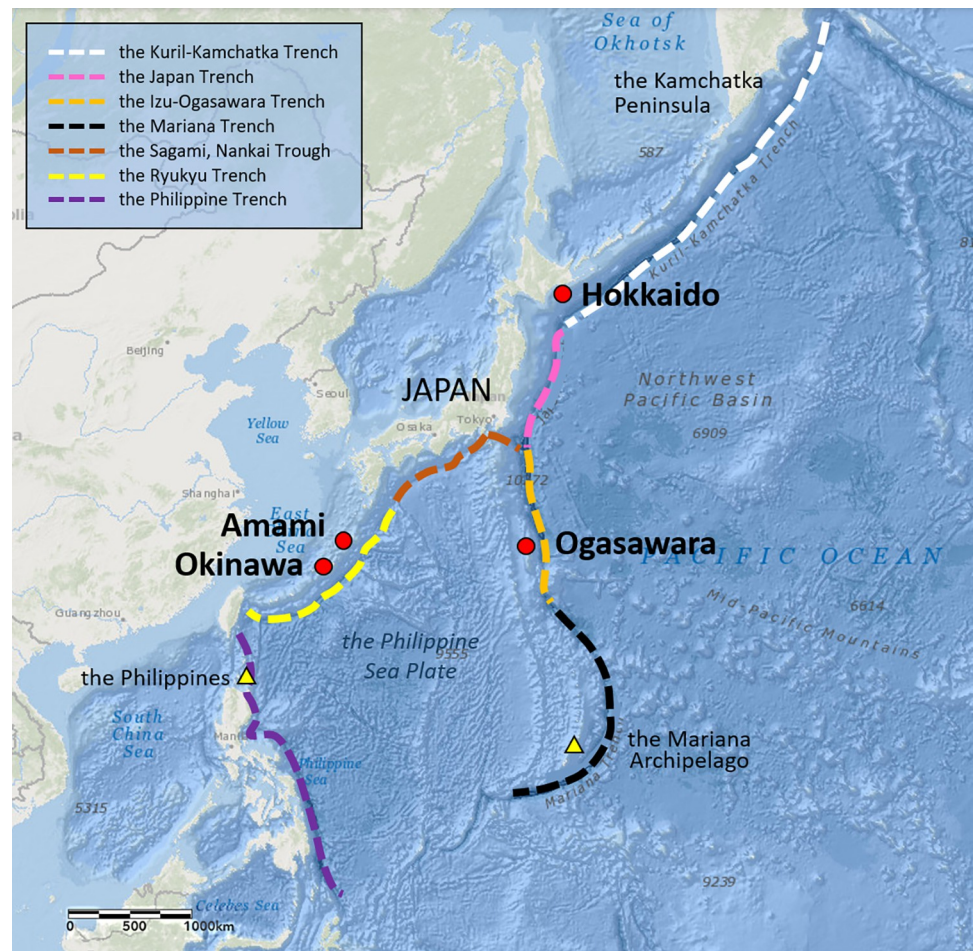 the Kuril-Kamchatka Trench
the Japan Trench
the Izu-Ogasawara Trench
the Mariana Trench
the Sagami, Nankai Trough
the Ryukyu Trench
the Philippine Trench
Sea of
Okhotsk
the Kamchatka
Peninsula
587
Kuril-Kamchatka Trench
Hokkaido
Beijing
Seoul
JAPAN
Tokyo
Osaka
Yellow
Sea
Northwest
Pacific Basin
6909
Shanghai
East
Sea
Amami
Okinawa
Ogasawara
PACIFIC OCEAN
Guangzhou
Mid-Pacific Mountains
6614
the Philippine
Sea Plate
9555
the Philippines
South
China
Sea
Philippine
Sea
the Mariana
Archipelago
Mariana
5315
9239
Celebes Sea
0 500 1000km